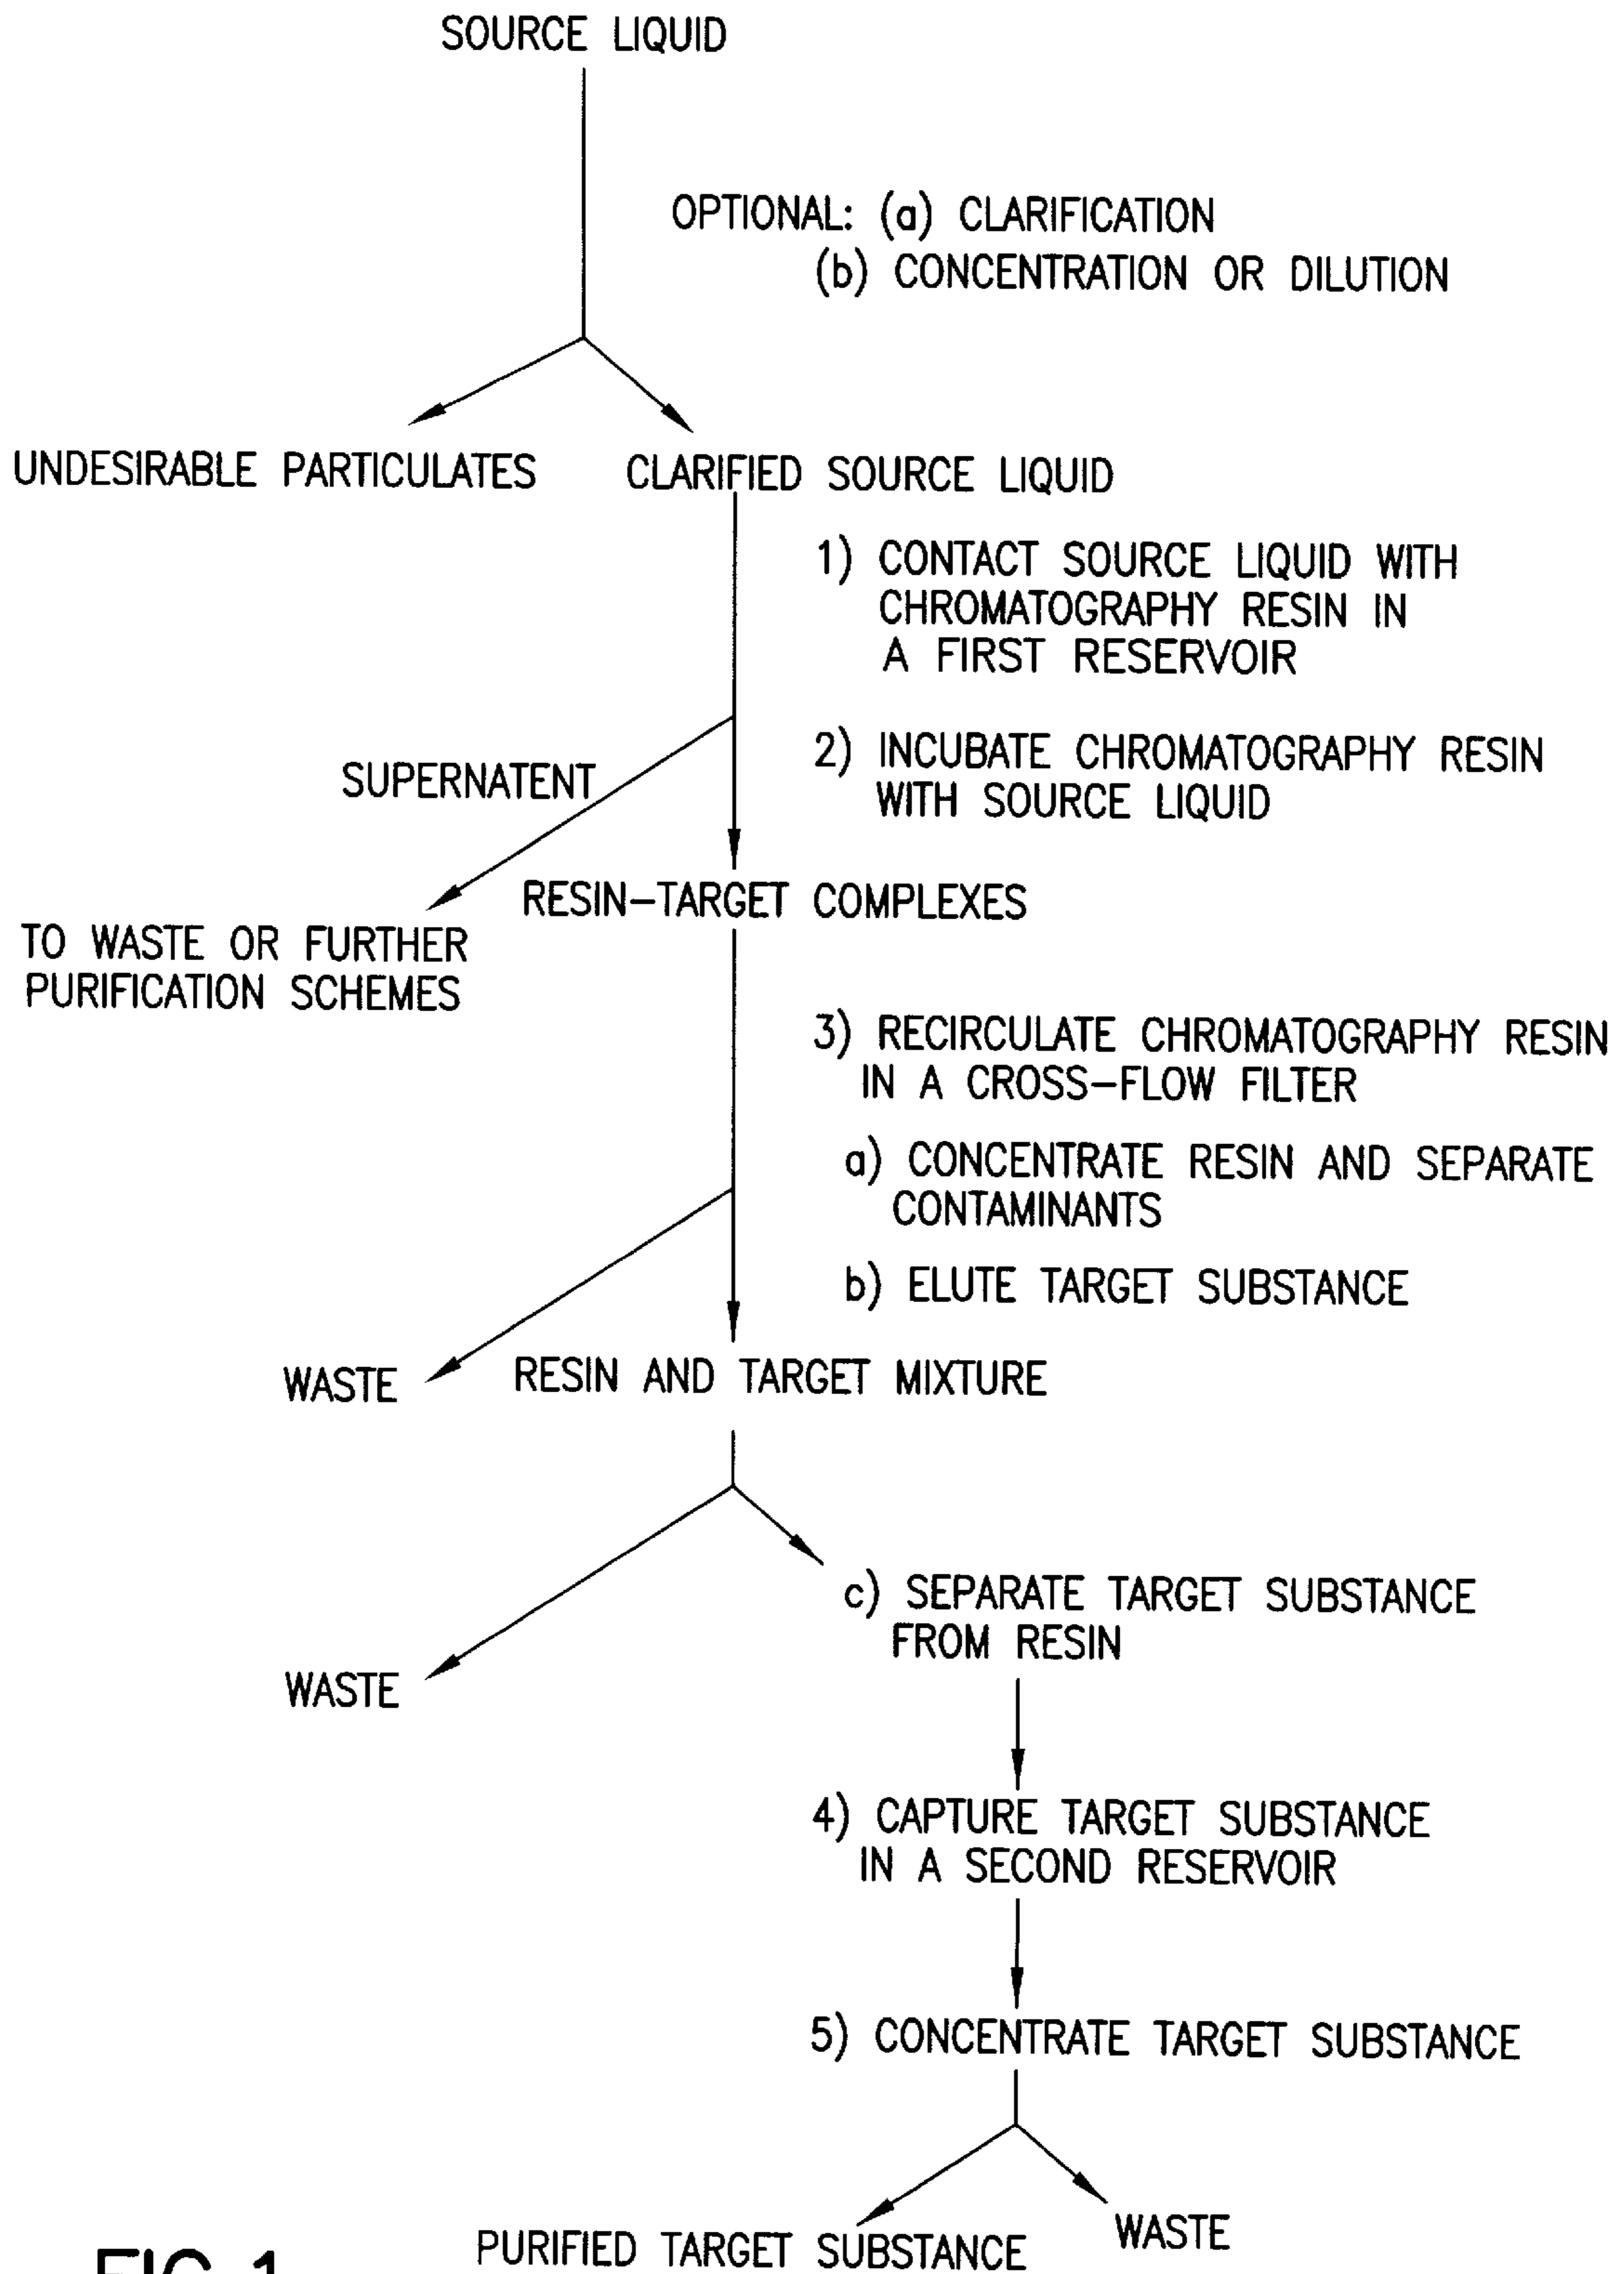 SOURCE LIQUID
OPTIONAL: (a) CLARIFICATION
(b) CONCENTRATION OR DILUTION
UNDESIRABLE PARTICULATES
CLARIFIED SOURCE LIQUID
1) CONTACT SOURCE LIQUID WITH
CHROMATOGRAPHY RESIN IN
A FIRST RESERVOIR
2) INCUBATE CHROMATOGRAPHY RESIN
WITH SOURCE LIQUID
SUPERNATENT
TO WASTE OR FURTHER
PURIFICATION SCHEMES
RESIN-TARGET COMPLEXES
3) RECIRCULATE CHROMATOGRAPHY RESIN
IN A CROSS-FLOW FILTER
a) CONCENTRATE RESIN AND SEPARATE
CONTAMINANTS
b) ELUTE TARGET SUBSTANCE
WASTE
RESIN AND TARGET MIXTURE
WASTE
c) SEPARATE TARGET SUBSTANCE
FROM RESIN
4) CAPTURE TARGET SUBSTANCE
IN A SECOND RESERVOIR
5) CONCENTRATE TARGET SUBSTANCE
PURIFIED TARGET SUBSTANCE
WASTE
FIG. 1